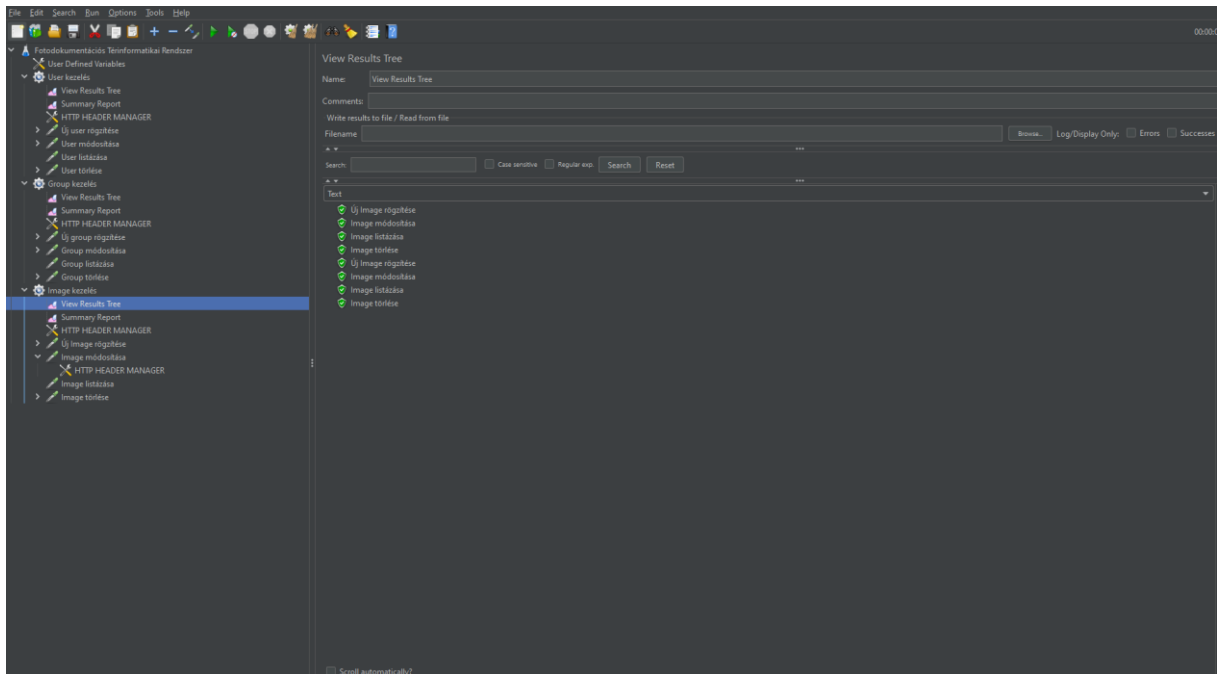 File Edit Search Run Options Tools Help
00:00:0
Fotodokumentációs Térinformatikai Rendszer
User Defined Variables
User kezelés
View Results Tree
Summary Report
HTTP HEADER MANAGER
Új user rögzítése
User módosítása
User listázása
User törlése
Group kezelés
View Results Tree
Summary Report
HTTP HEADER MANAGER
Új group rögzítése
Group módosítása
Group listázása
Group törlése
Image kezelés
View Results Tree
Summary Report
HTTP HEADER MANAGER
Új Image rögzítése
Image módosítása
HTTP HEADER MANAGER
Image listázása
Image törlése
View Results Tree
Name: View Results Tree
Comments:
Write results to file / Read from file
Filename Browse... Log/Display Only: Errors Successes
Search: Case sensitive Regular exp. Search Reset
Text
Új Image rögzítése
Image módosítása
Image listázása
Image törlése
Új Image rögzítése
Image módosítása
Image listázása
Image törlése
Scroll automatically?